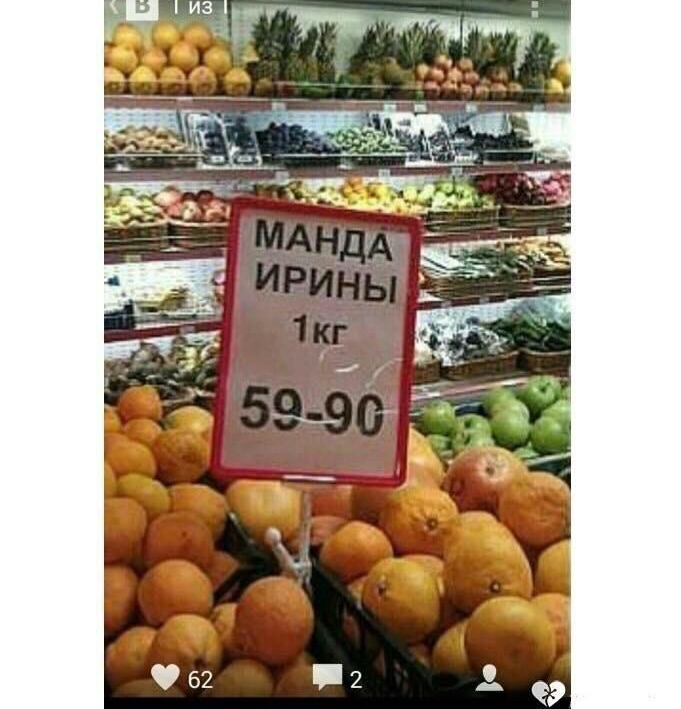 В 1 из 1
МАНДА
ИРИНЫ
1кг
59-90
62
2